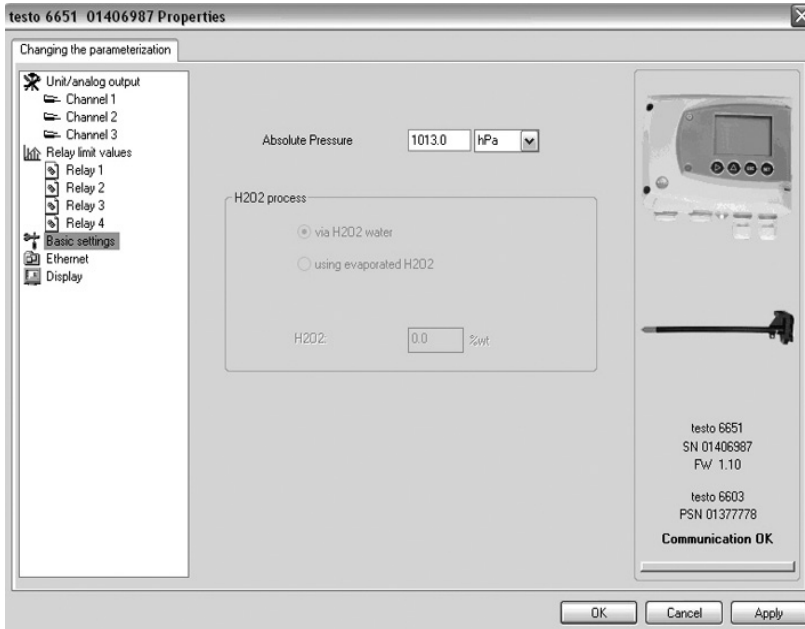 testo 6651 01406987 Properties
Changing the parameterization
Unit/analog output
Channel 1
Channel 2
Channel 3
Relay limit values
Relay 1
Relay 2
Relay 3
Relay 4
Basic settings
Ethernet
Display
Absolute Pressure 1013.0 hPa
H2O2 process
via H2O2 water
using evaporated H2O2
H2O2: 0.0 %wt
testo 6651
SN 01406987
FW 1.10
testo 6603
PSN 01377778
Communication OK
OK Cancel Apply